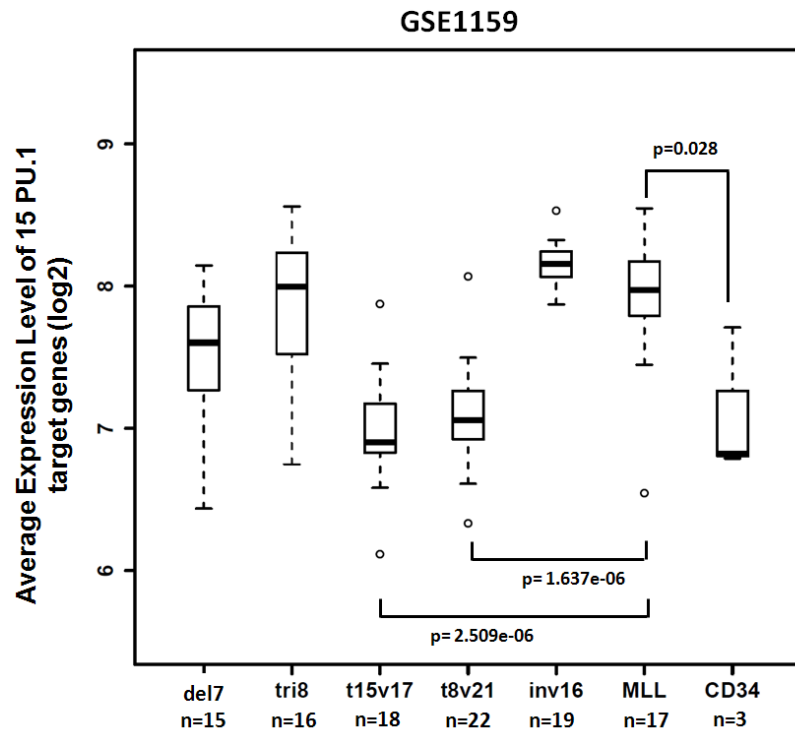 GSE1159
Average Expression Level of 15 PU.1
target genes (log2)
9
8
7
6
p=0.028
p= 1.637e-06
p= 2.509e-06
del7 tri8 t15v17 t8v21 inv16 MLL CD34
n=15 n=16 n=18 n=22 n=19 n=17 n=3